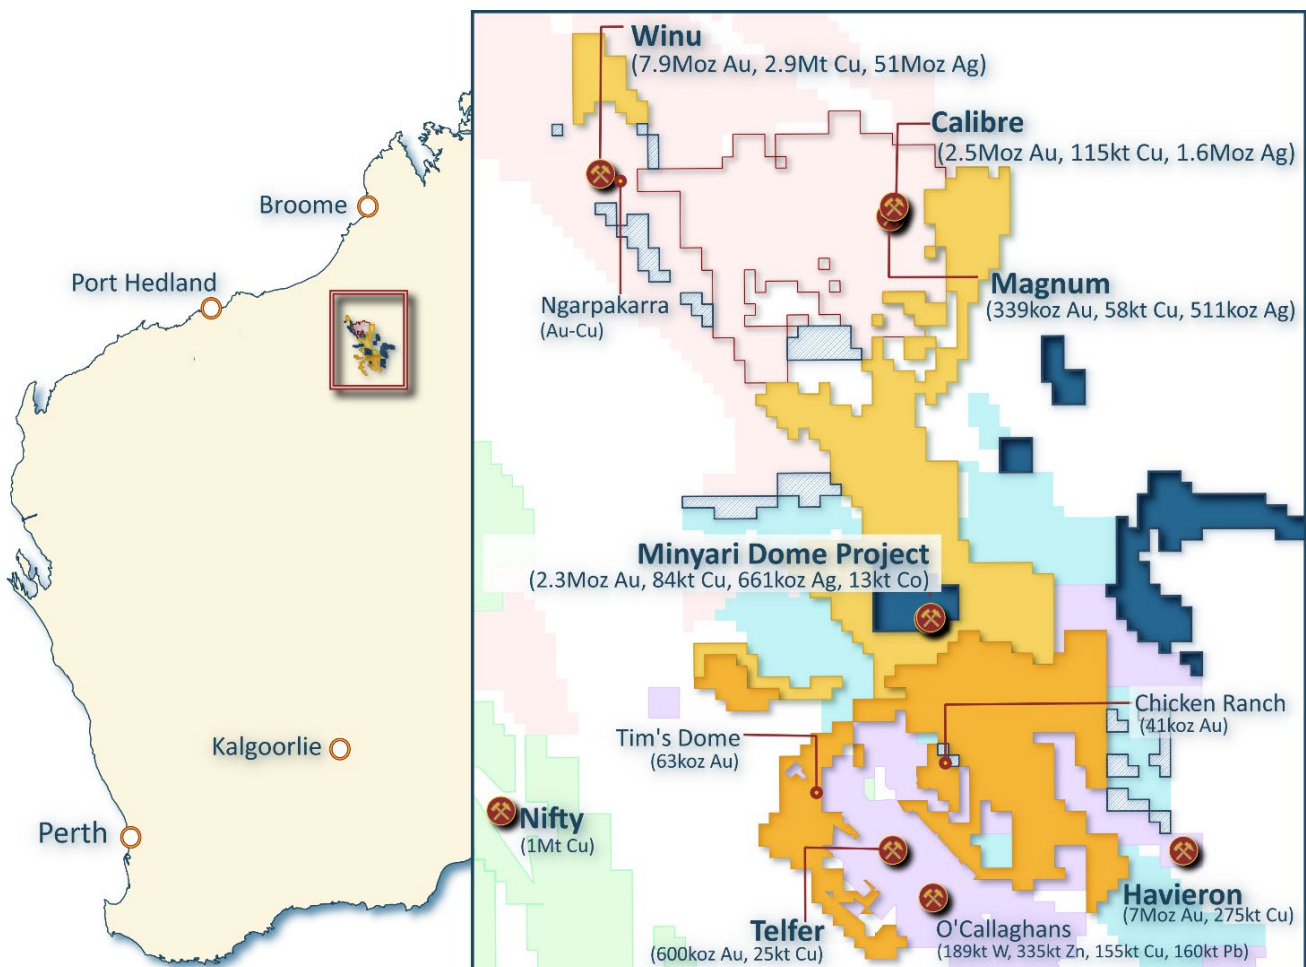 Broome
Port Hedland
Kalgoorlie
Perth
Winu
(7.9Moz Au, 2.9Mt Cu, 51Moz Ag)
Calibre
(2.5Moz Au, 115kt Cu, 1.6Moz Ag)
Ngarpakarra
(Au-Cu)
Magnum
(339koz Au, 58kt Cu, 511koz Ag)
Minyari Dome Project
(2.3Moz Au, 84kt Cu, 661koz Ag, 13kt Co)
Chicken Ranch
(41koz Au)
Tim's Dome
(63koz Au)
Nifty
(1Mt Cu)
Havieron
(7Moz Au, 275kt Cu)
Telfer
(600koz Au, 25kt Cu)
O'Callaghans
(189kt W, 335kt Zn, 155kt Cu, 160kt Pb)